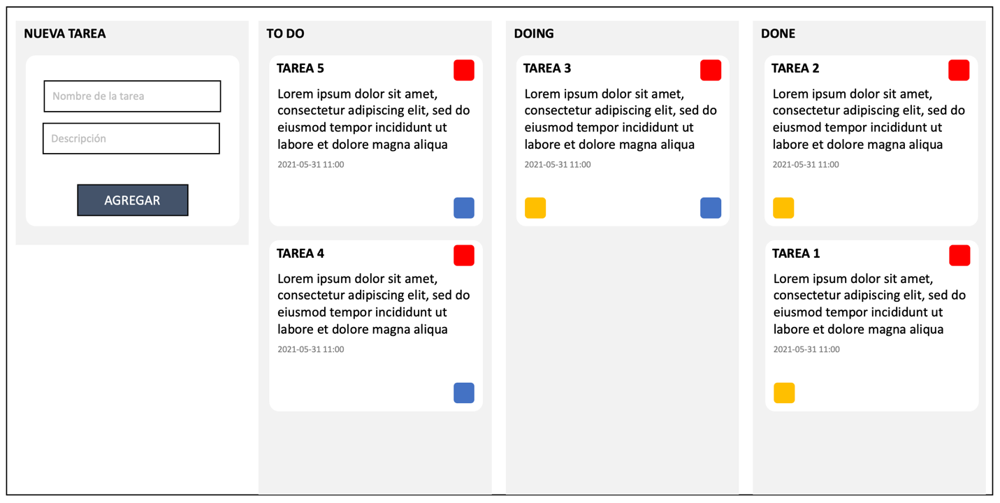 NUEVA TAREA
Nombre de la tarea
Descripción
AGREGAR
TO DO
TAREA 5
Lorem ipsum dolor sit amet,
consectetur adipiscing elit, sed do
eiusmod tempor incididunt ut
labore et dolore magna aliqua
2021-05-31 11:00
TAREA 4
Lorem ipsum dolor sit amet,
consectetur adipiscing elit, sed do
eiusmod tempor incididunt ut
labore et dolore magna aliqua
2021-05-31 11:00
DOING
TAREA 3
Lorem ipsum dolor sit amet,
consectetur adipiscing elit, sed do
eiusmod tempor incididunt ut
labore et dolore magna aliqua
2021-05-31 11:00
DONE
TAREA 2
Lorem ipsum dolor sit amet,
consectetur adipiscing elit, sed do
eiusmod tempor incididunt ut
labore et dolore magna aliqua
2021-05-31 11:00
TAREA 1
Lorem ipsum dolor sit amet,
consectetur adipiscing elit, sed do
eiusmod tempor incididunt ut
labore et dolore magna aliqua
2021-05-31 11:00